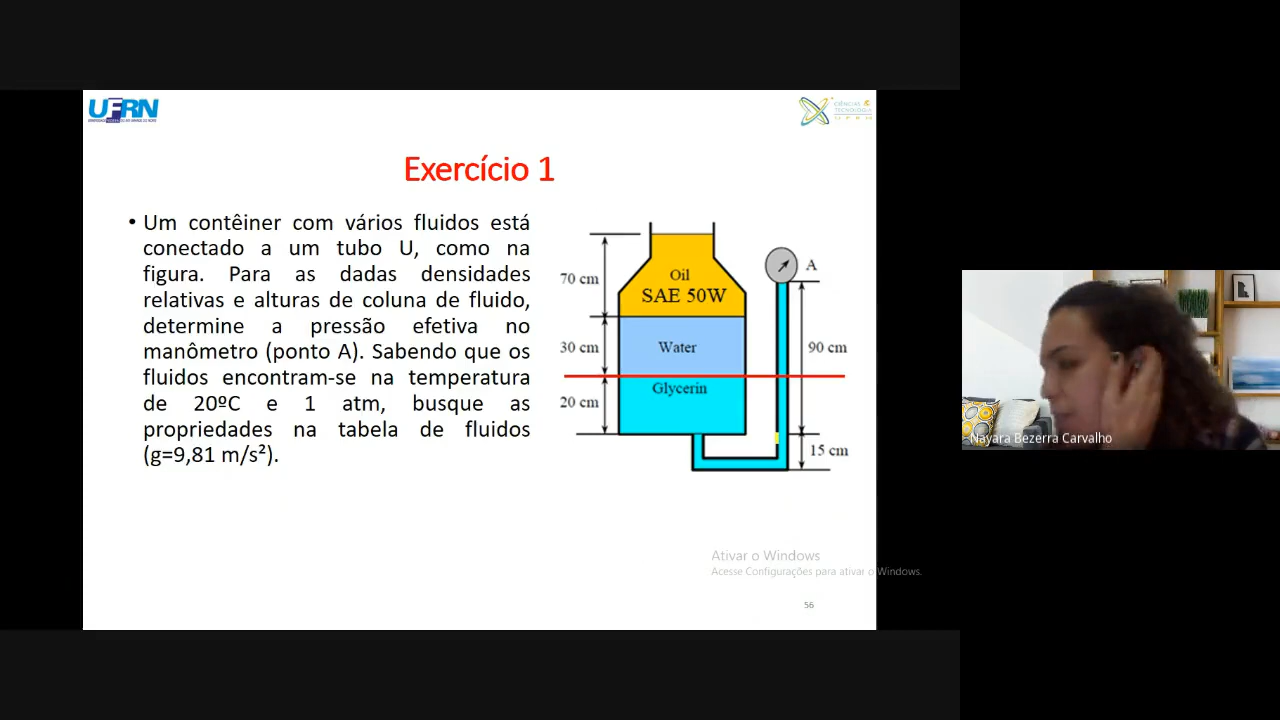 UFRN
CIÊNCIAS &
TECNOLOGIA
UFRN
Exercício 1
• Um contêiner com vários fluidos está
conectado a um tubo U, como na
figura. Para as dadas densidades
relativas e alturas de coluna de fluido,
determine a pressão efetiva no
manômetro (ponto A). Sabendo que os
fluidos encontram-se na temperatura
de 20ºC e 1 atm, busque as
propriedades na tabela de fluidos
(g=9,81 m/s²).
70 cm
Oil
SAE 50W
A
30 cm
Water
90 cm
Glycerin
20 cm
15 cm
Nayara Bezerra Carvalho
Ativar o Windows
Acesse Configurações para ativar o Windows.
56